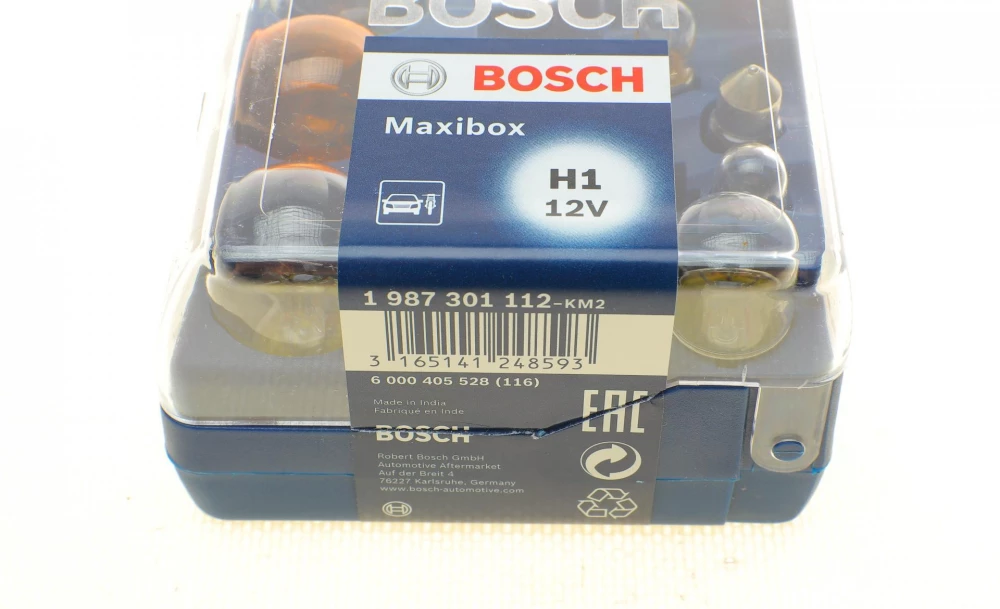 BOSCH
BOSCH
Maxibox
H1
12V
1 987 301 112-KM2
3 165141 248593
6 000 405 528 (116)
Made in India
Fabriqué en Inde
EAC
BOSCH
Robert Bosch GmbH
Automotive Aftermarket
Auf der Breit 4
76227 Karlsruhe, Germany
www.bosch-automotive.com